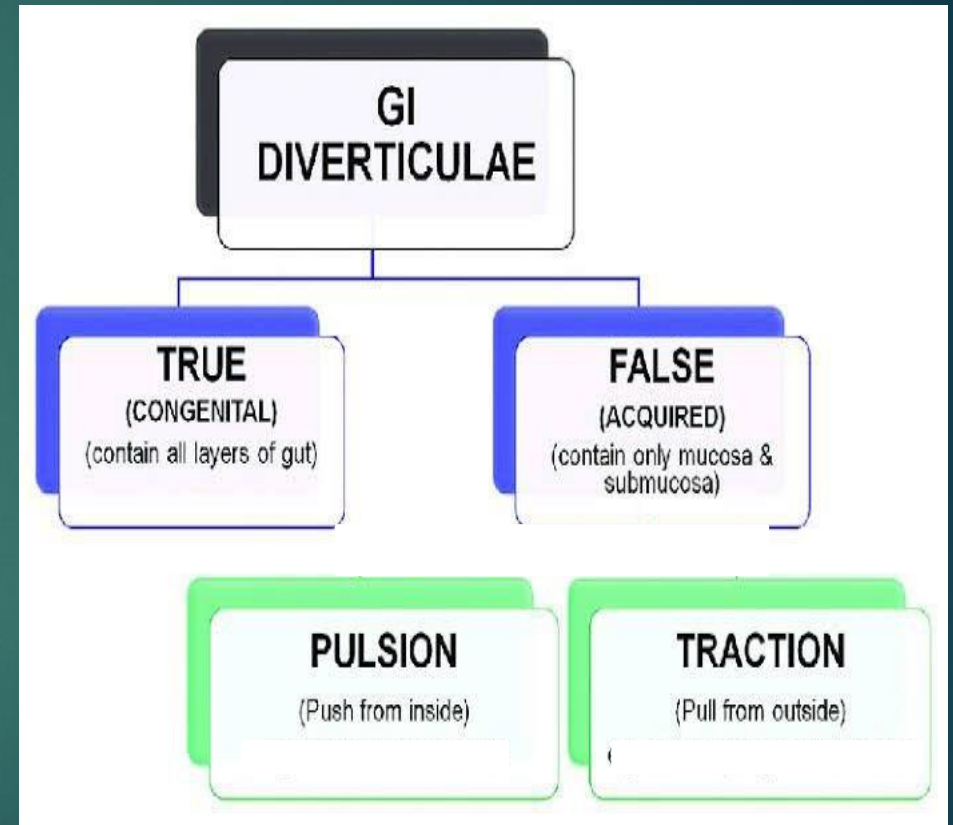 GI
DIVERTICULAE
TRUE
(CONGENITAL)
(contain all layers of gut)
FALSE
(ACQUIRED)
(contain only mucosa &
submucosa)
PULSION
(Push from inside)
TRACTION
(Pull from outside)